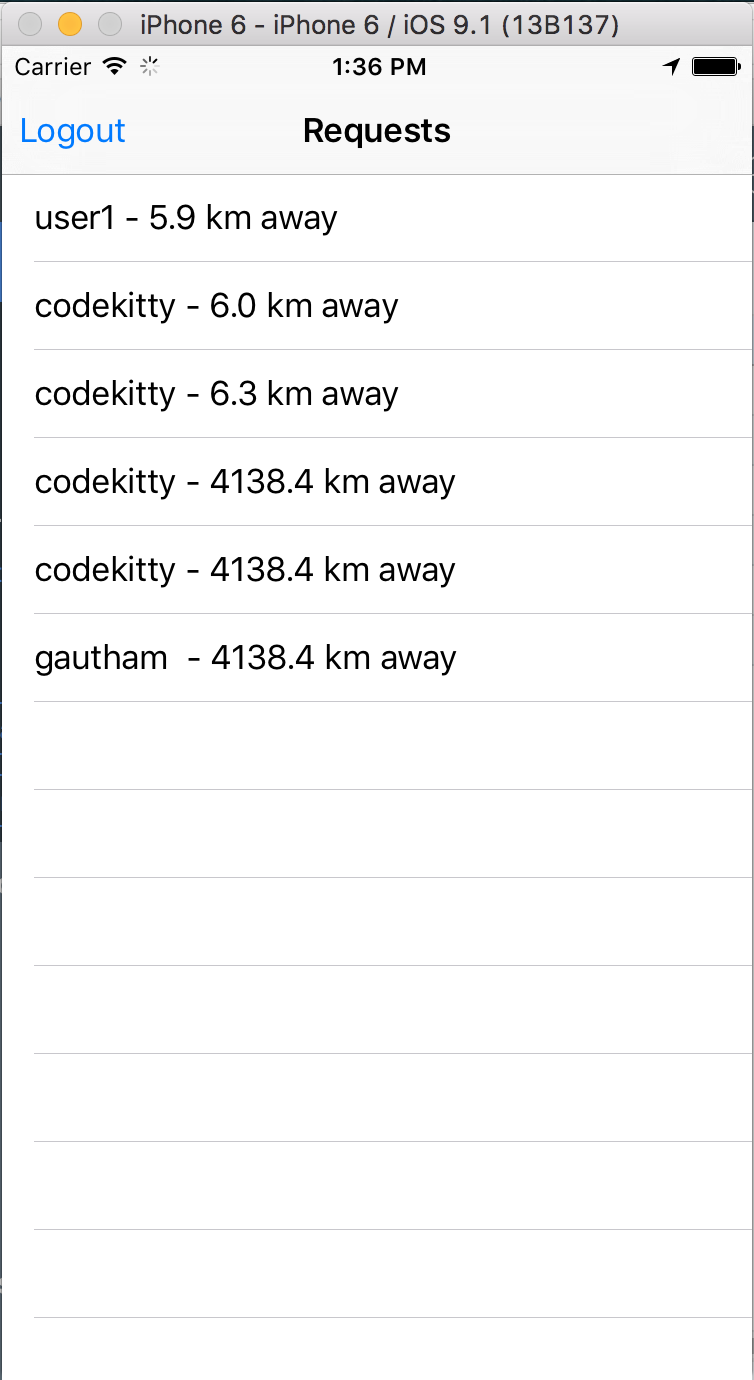 iPhone 6 - iPhone 6 / iOS 9.1 (13B137)
Carrier 1:36 PM
Logout Requests
user1 - 5.9 km away
codekitty - 6.0 km away
codekitty - 6.3 km away
codekitty - 4138.4 km away
codekitty - 4138.4 km away
gautham  - 4138.4 km away